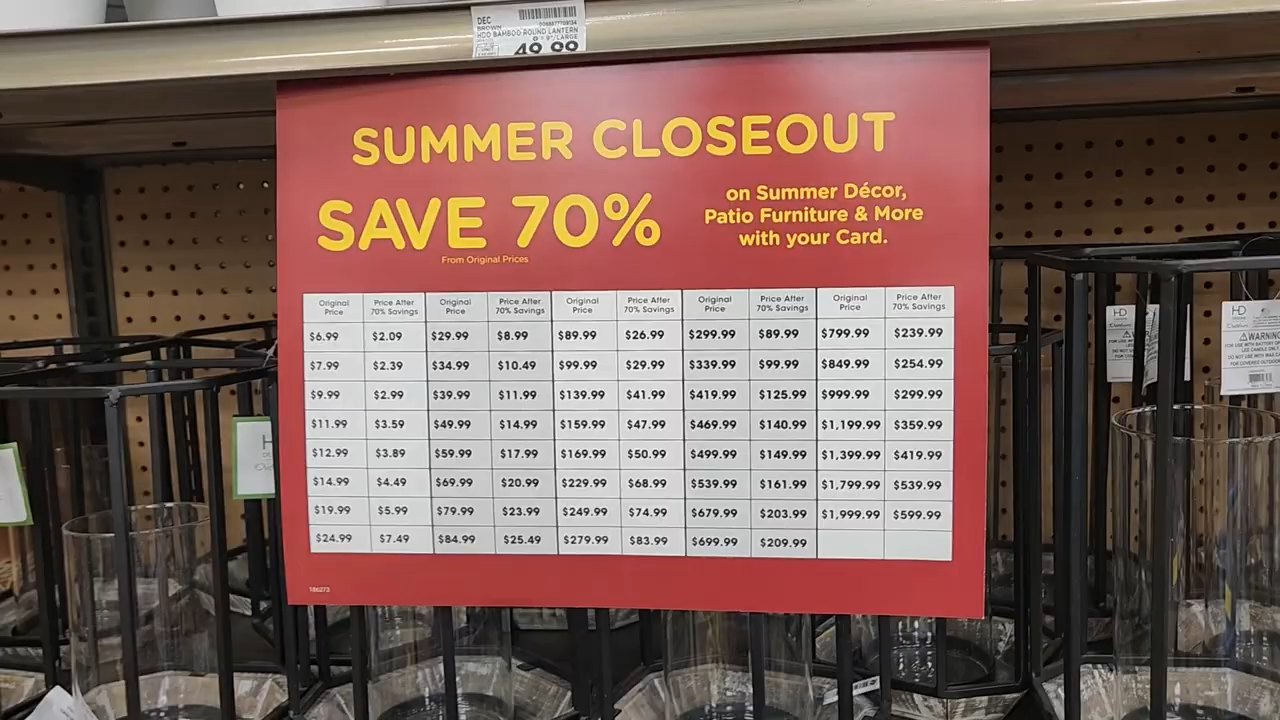 DEC
BROWN
HDD BAMBOO ROUND LANTERN
49.99
SUMMER CLOSEOUT
SAVE 70%
From Original Prices
on Summer Décor,
Patio Furniture & More
with your Card.
Original Price Price After 70% Savings Original Price Price After 70% Savings Original Price Price After 70% Savings Original Price Price After 70% Savings Original Price Price After 70% Savings
$6.99 $2.09 $29.99 $8.99 $89.99 $26.99 $299.99 $89.99 $799.99 $239.99
$7.99 $2.39 $34.99 $10.49 $99.99 $29.99 $339.99 $99.99 $849.99 $254.99
$9.99 $2.99 $39.99 $11.99 $139.99 $41.99 $419.99 $125.99 $999.99 $299.99
$11.99 $3.59 $49.99 $14.99 $159.99 $47.99 $469.99 $140.99 $1,199.99 $359.99
$12.99 $3.89 $59.99 $17.99 $169.99 $50.99 $499.99 $149.99 $1,399.99 $419.99
$14.99 $4.49 $69.99 $20.99 $229.99 $68.99 $539.99 $161.99 $1,799.99 $539.99
$19.99 $5.99 $79.99 $23.99 $249.99 $74.99 $679.99 $203.99 $1,999.99 $599.99
$24.99 $7.49 $84.99 $25.49 $279.99 $83.99 $699.99 $209.99
186273
HD
HD
WARNING